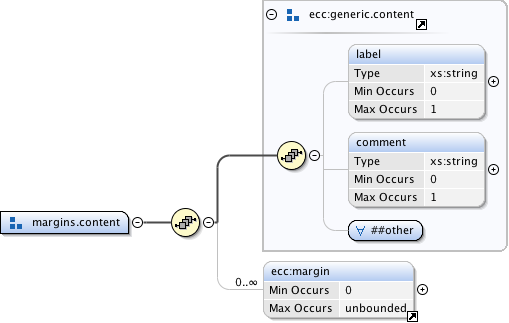 ecc:generic.content
label
Type xs:string
Min Occurs 0
Max Occurs 1
comment
Type xs:string
Min Occurs 0
Max Occurs 1
margins.content
##other
ecc:margin
0..∞
Min Occurs 0
Max Occurs unbounded